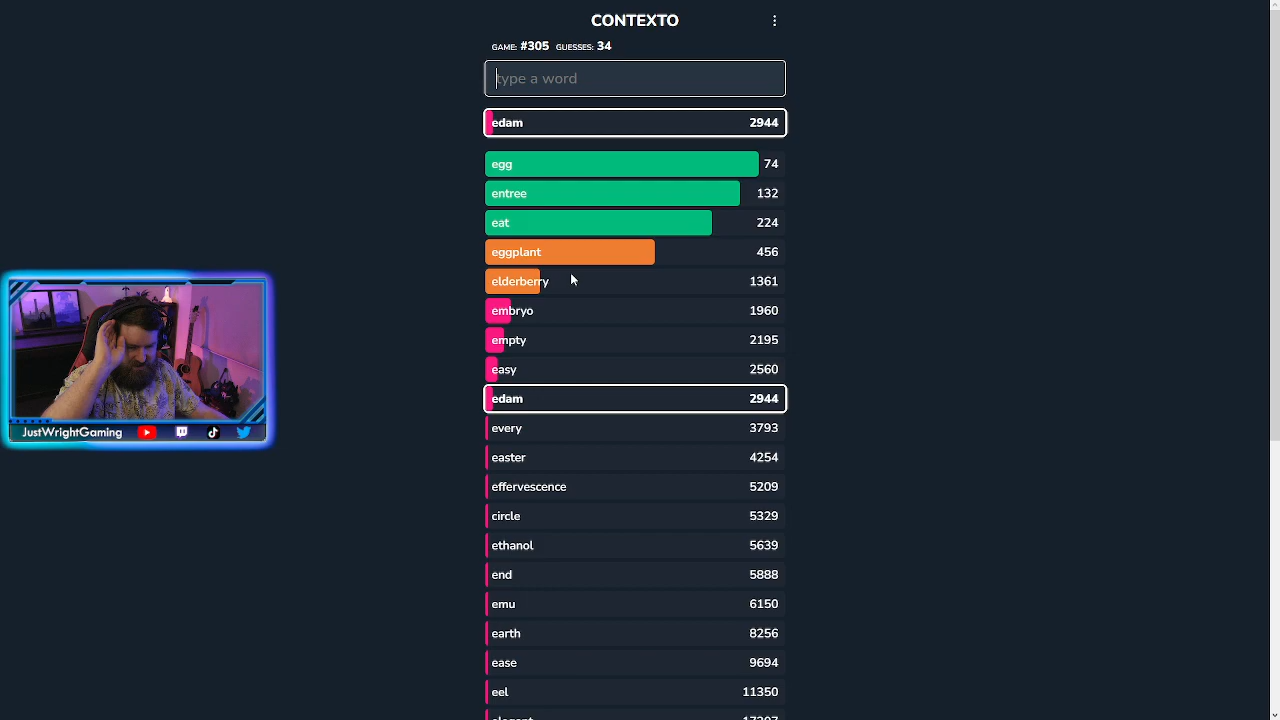 CONTEXTO
GAME: #305 GUESSES: 34
type a word
edam 2944
egg 74
entree 132
eat 224
eggplant 456
elderberry 1361
embryo 1960
empty 2195
easy 2560
edam 2944
every 3793
easter 4254
effervescence 5209
circle 5329
ethanol 5639
end 5888
emu 6150
earth 8256
ease 9694
eel 11350
JustWrightGaming